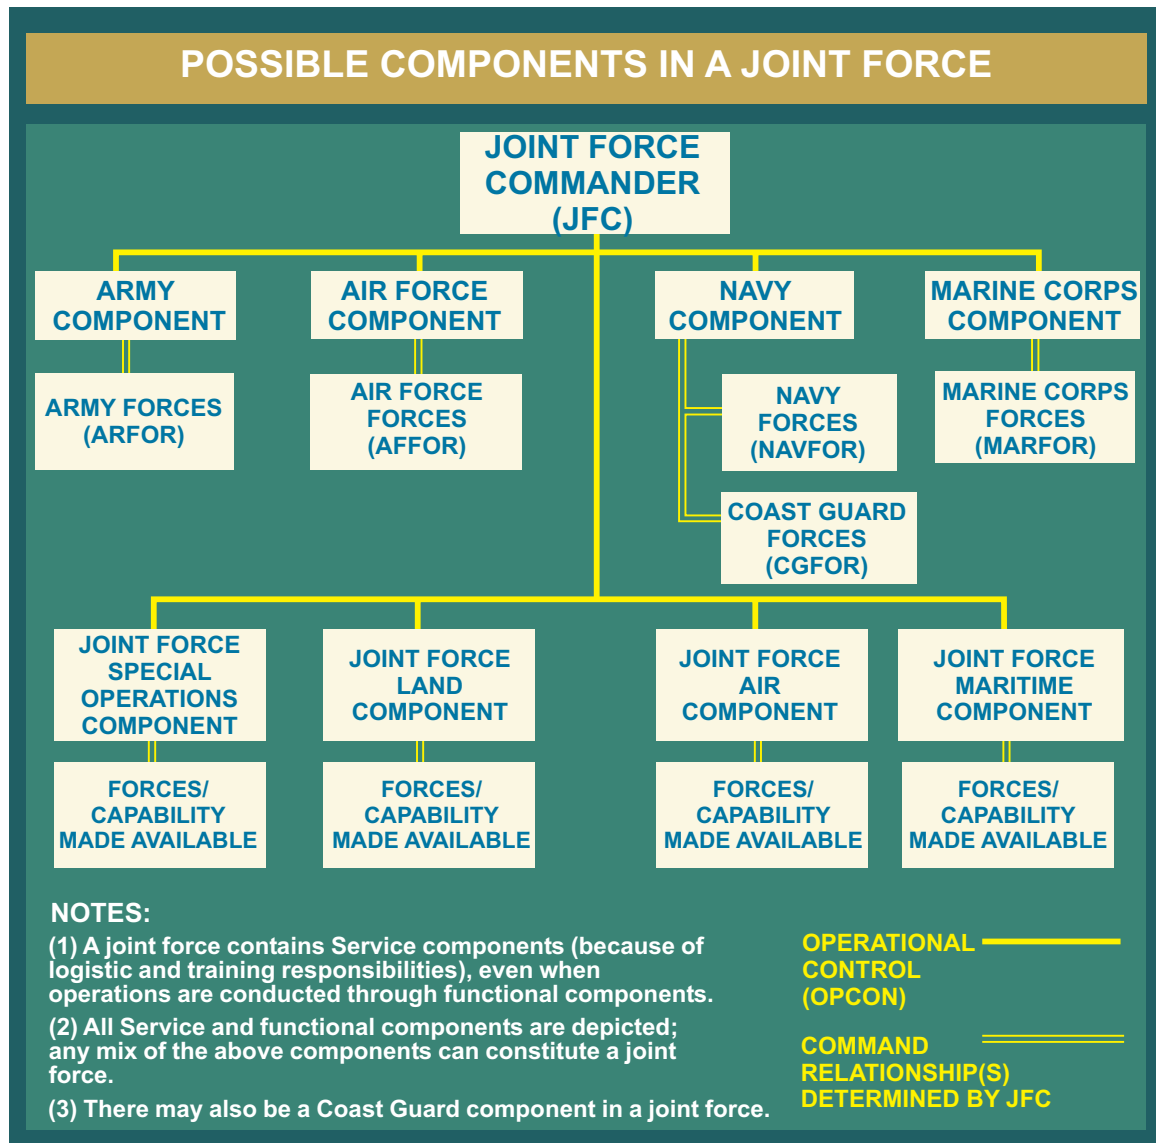 POSSIBLE COMPONENTS IN A JOINT FORCE
JOINT FORCE
COMMANDER
(JFC)
ARMY
COMPONENT
AIR FORCE
COMPONENT
NAVY
COMPONENT
MARINE CORPS
COMPONENT
ARMY FORCES
(ARFOR)
AIR FORCE
FORCES
(AFFOR)
NAVY
FORCES
(NAVFOR)
MARINE CORPS
FORCES
(MARFOR)
COAST GUARD
FORCES
(CGFOR)
JOINT FORCE
SPECIAL
OPERATIONS
COMPONENT
JOINT FORCE
LAND
COMPONENT
JOINT FORCE
AIR
COMPONENT
JOINT FORCE
MARITIME
COMPONENT
FORCES/
CAPABILITY
MADE AVAILABLE
FORCES/
CAPABILITY
MADE AVAILABLE
FORCES/
CAPABILITY
MADE AVAILABLE
FORCES/
CAPABILITY
MADE AVAILABLE
NOTES:
(1) A joint force contains Service components (because of
logistic and training responsibilities), even when
operations are conducted through functional components.
(2) All Service and functional components are depicted;
any mix of the above components can constitute a joint
force.
(3) There may also be a Coast Guard component in a joint force.
OPERATIONAL
CONTROL
(OPCON)
COMMAND
RELATIONSHIP(S)
DETERMINED BY JFC